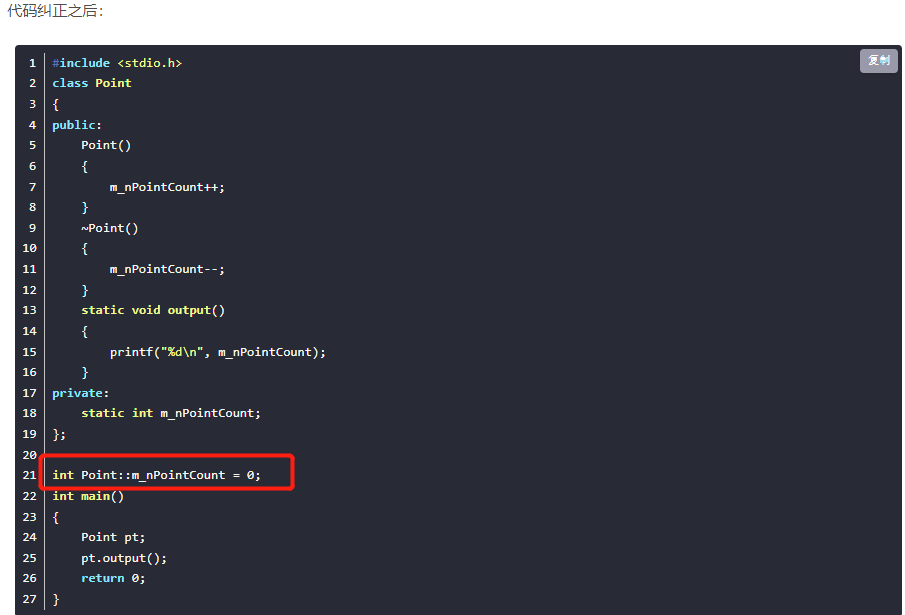 代码纠正之后：
复制
1 #include <stdio.h>
2 class Point
3 {
4 public:
5     Point()
6     {
7         m_nPointCount++;
8     }
9     ~Point()
10     {
11         m_nPointCount--;
12     }
13     static void output()
14     {
15         printf("%d\n", m_nPointCount);
16     }
17 private:
18     static int m_nPointCount;
19 };
20
21 int Point::m_nPointCount = 0;
22 int main()
23 {
24     Point pt;
25     pt.output();
26     return 0;
27 }